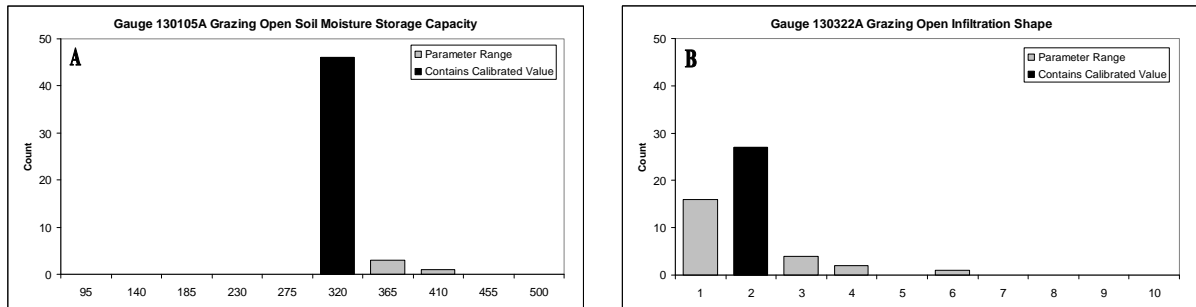 Gauge 130105A Grazing Open Soil Moisture Storage Capacity
A
Parameter Range
Contains Calibrated Value
Count
50
40
30
20
10
0
95 140 185 230 275 320 365 410 455 500
Gauge 130322A Grazing Open Infiltration Shape
B
Parameter Range
Contains Calibrated Value
Count
50
40
30
20
10
0
1 2 3 4 5 6 7 8 9 10